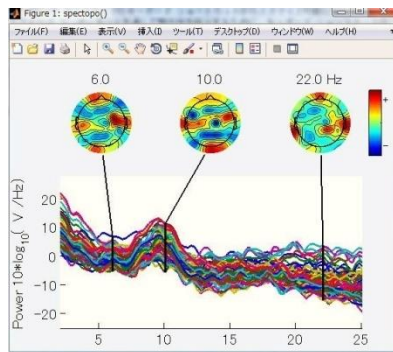 Figure 1: spectopo()
ファイル(F) 編集(E) 表示(V) 挿入(I) ツール(T) デスクトップ(D) ウィンドウ(W) ヘルプ(H)
6.0 10.0 22.0 Hz
+
−
Power 10*log10( V /Hz)
20
10
0
-10
-20
5 10 15 20 25